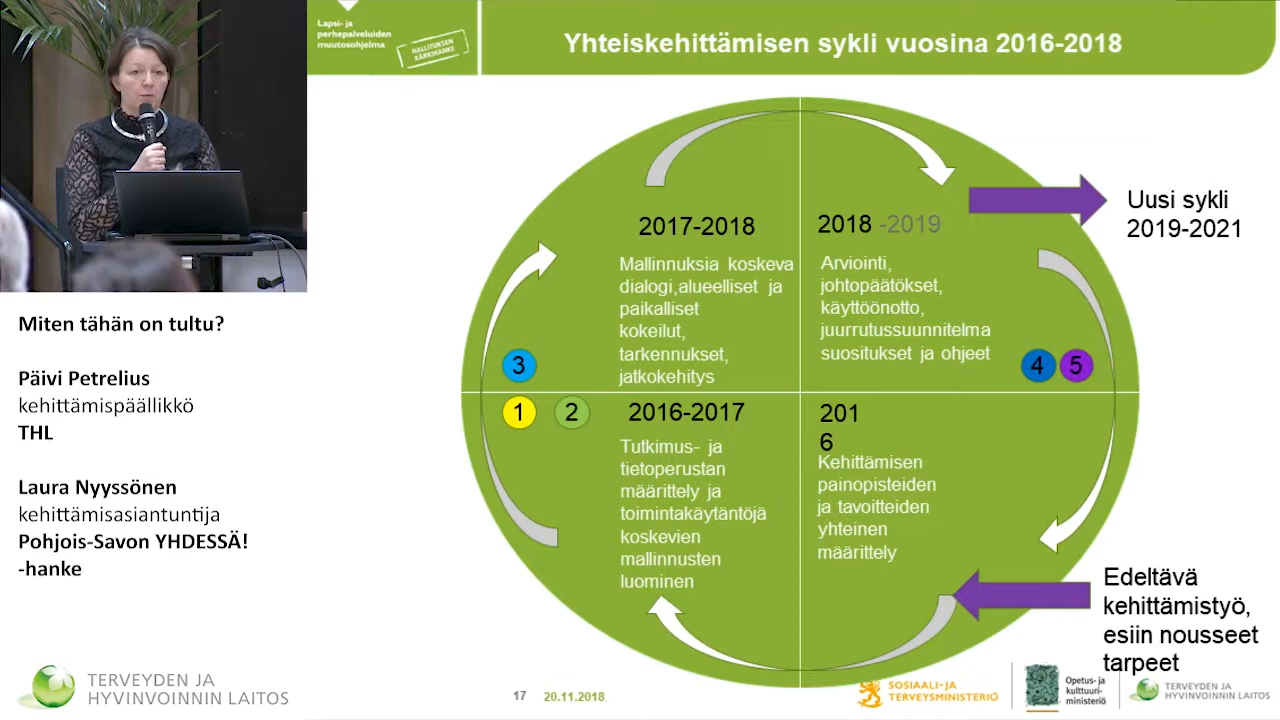 Lapsi- ja
perhepalveluiden
muutosohjelma
HALLITUKSEN
KÄRKIHANKE
Yhteiskehittämisen sykli vuosina 2016-2018
Uusi sykli
2019-2021
2017-2018
Mallinnuksia koskeva
dialogi,alueelliset ja
paikalliset
kokeilut,
tarkennukset,
jatkokehitys
2018 -2019
Arviointi,
johtopäätökset,
käyttöönotto,
juurrutussuunnitelma
suositukset ja ohjeet
3
4
5
1
2
2016-2017
Tutkimus- ja
tietoperustan
määrittely ja
toimintakäytäntöjä
koskevien
mallinnusten
luominen
201
6
Kehittämisen
painopisteiden
ja tavoitteiden
yhteinen
määrittely
Edeltävä
kehittämistyö,
esiin nousseet
tarpeet
Miten tähän on tultu?
Päivi Petrelius
kehittämispäällikkö
THL
Laura Nyyssönen
kehittämisasiantuntija
Pohjois-Savon YHDESSÄ!
-hanke
TERVEYDEN JA
HYVINVOINNIN LAITOS
17
20.11.2018
SOSIAALI- JA
TERVEYSMINISTERIÖ
Opetus- ja
kulttuuri-
ministeriö
TERVEYDEN JA
HYVINVOINNIN LAITOS